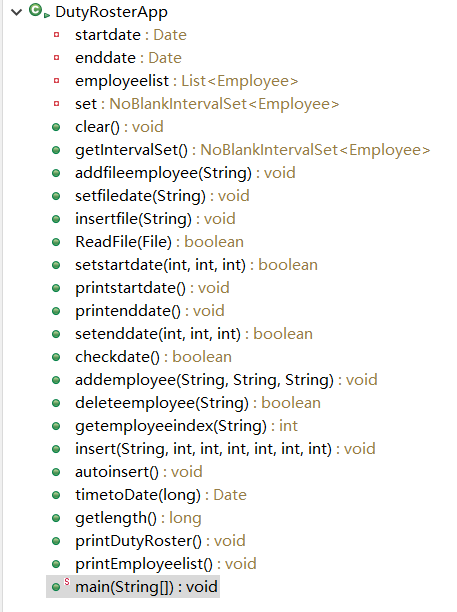 DutyRosterApp
startdate : Date
enddate : Date
employeelist : List<Employee>
set : NoBlankIntervalSet<Employee>
clear() : void
getIntervalSet() : NoBlankIntervalSet<Employee>
addfileemployee(String) : void
setfiledate(String) : void
insertfile(String) : void
ReadFile(File) : boolean
setstartdate(int, int, int) : boolean
printstartdate() : void
printenddate() : void
setenddate(int, int, int) : boolean
checkdate() : boolean
addemployee(String, String, String) : void
deleteemployee(String) : boolean
getemployeeindex(String) : int
insert(String, int, int, int, int, int, int) : void
autoinsert() : void
timetoDate(long) : Date
getlength() : long
printDutyRoster() : void
printEmployeelist() : void
main(String[]) : void